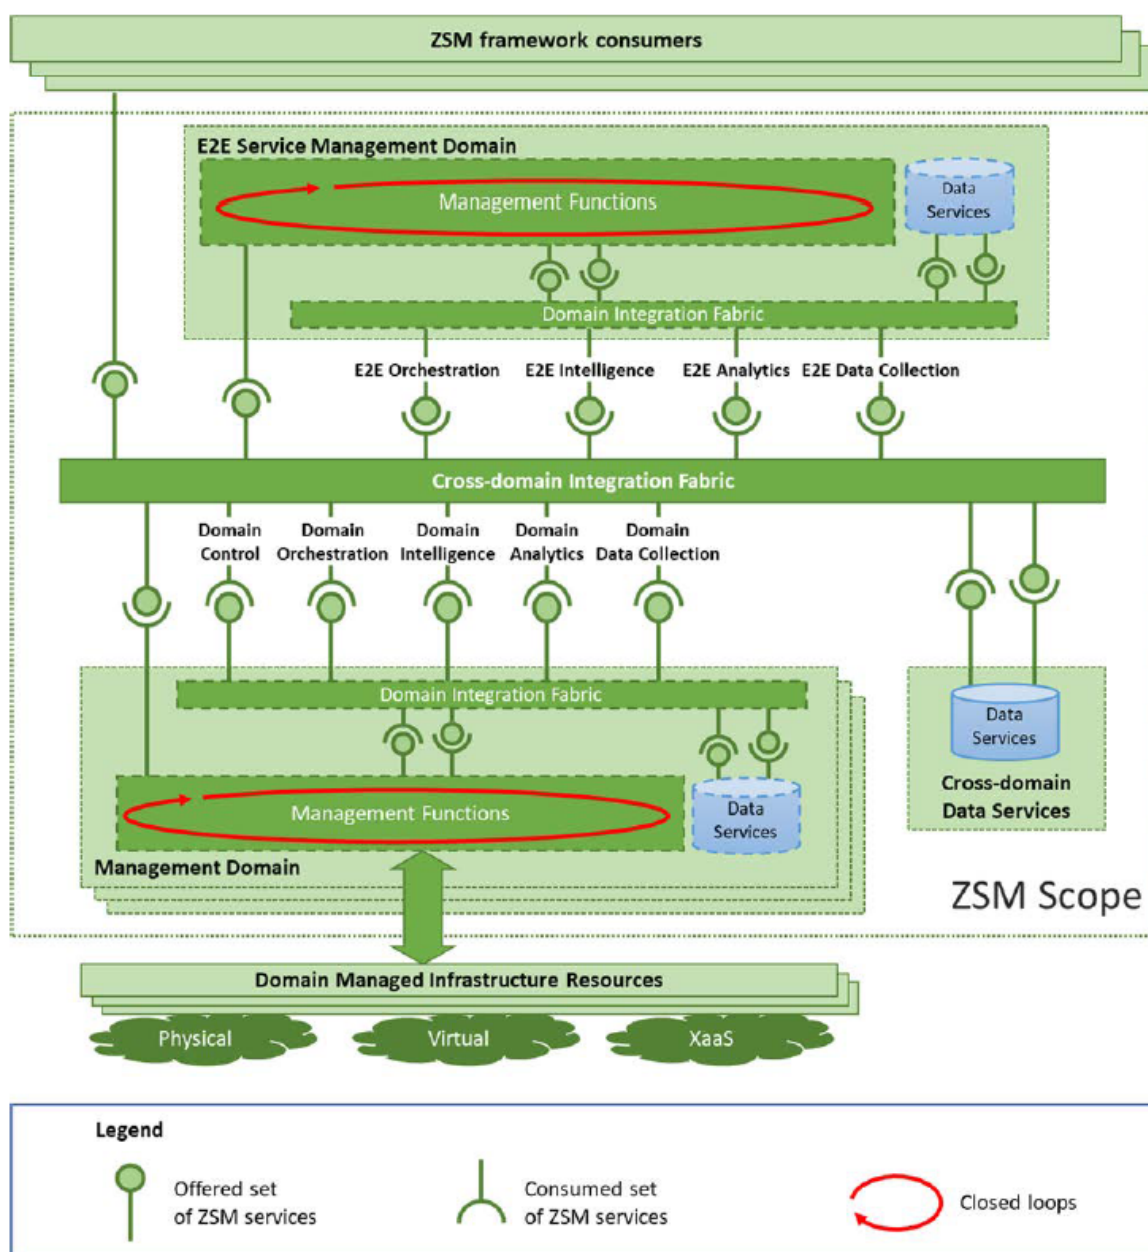 ZSM framework consumers
E2E Service Management Domain
Management Functions
Data
Services
Domain Integration Fabric
E2E Orchestration
E2E Intelligence
E2E Analytics
E2E Data Collection
Cross-domain Integration Fabric
Domain
Control
Domain
Orchestration
Domain
Intelligence
Domain
Analytics
Domain
Data Collection
Domain Integration Fabric
Management Functions
Data
Services
Management Domain
Data
Services
Cross-domain
Data Services
ZSM Scope
Domain Managed Infrastructure Resources
Physical
Virtual
XaaS
Legend
Offered set
of ZSM services
Consumed set
of ZSM services
Closed loops